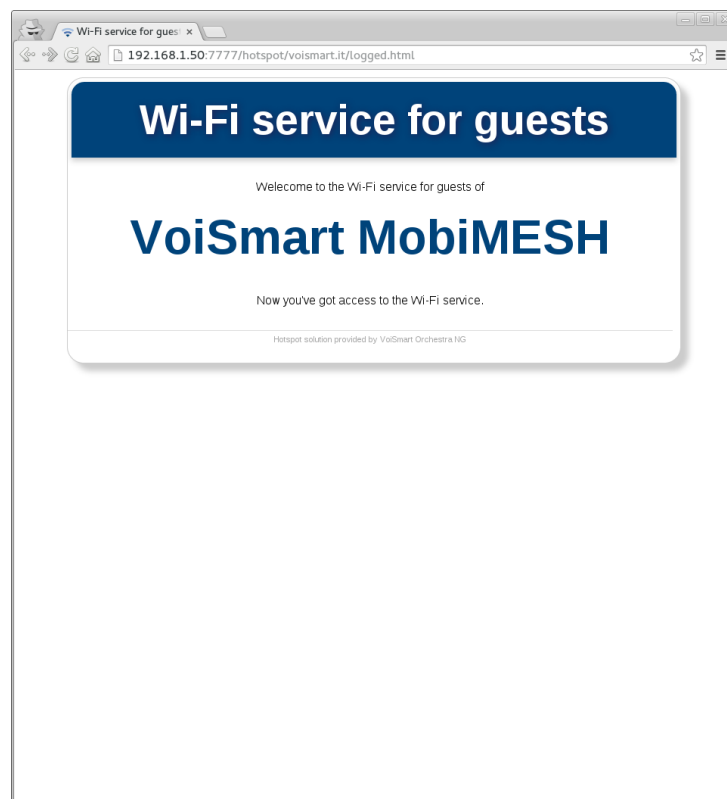 Wi-Fi service for gues
192.168.1.50:7777/hotspot/voismart.it/logged.html
Wi-Fi service for guests
Welcome to the Wi-Fi service for guests of
VoiSmart MobiMESH
Now you've got access to the Wi-Fi service.
Hotspot solution provided by VoiSmart Orchestra NG